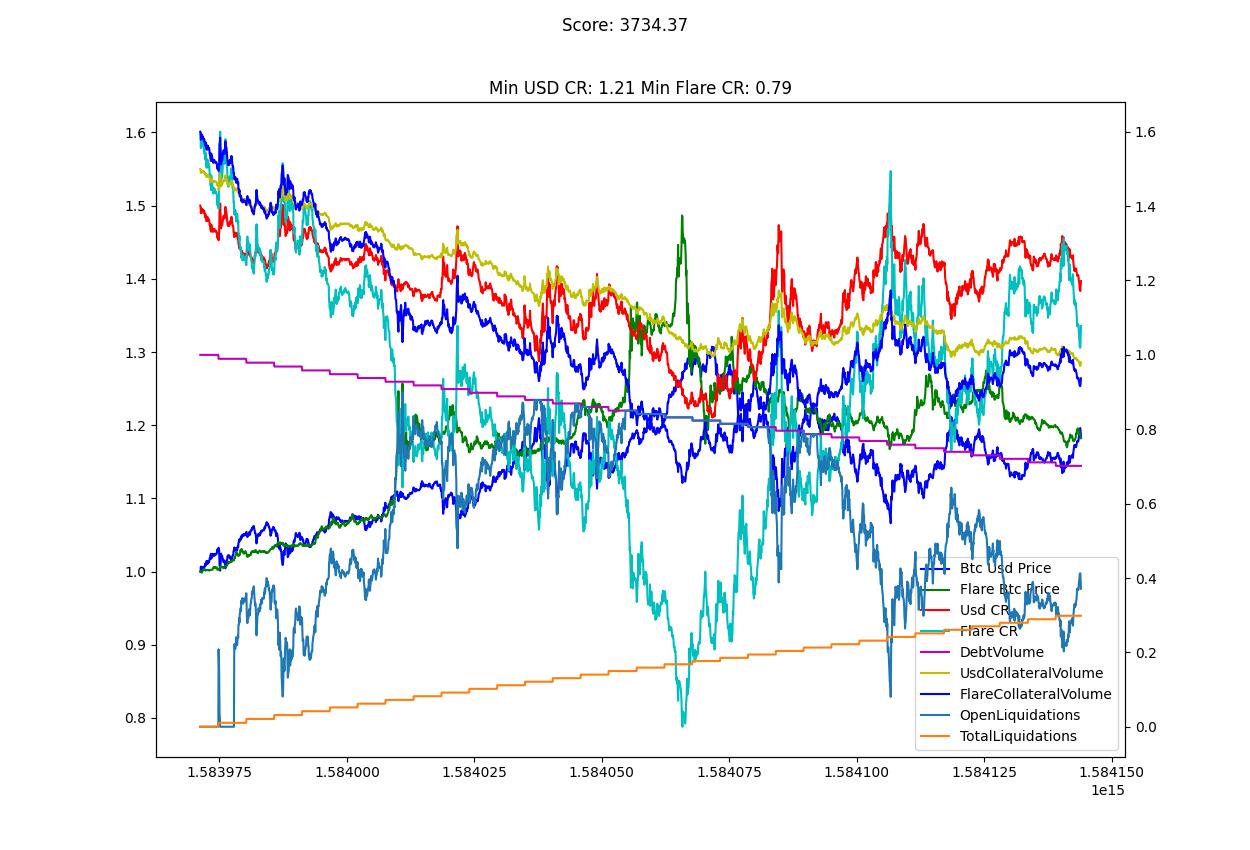 Score: 3734.37
Min USD CR: 1.21 Min Flare CR: 0.79
1.6
1.5
1.4
1.3
1.2
1.1
1.0
0.9
0.8
1.6
1.4
1.2
1.0
0.8
0.6
0.4
0.2
0.0
Btc Usd Price
Flare Btc Price
Usd CR
Flare CR
DebtVolume
UsdCollateralVolume
FlareCollateralVolume
OpenLiquidations
TotalLiquidations
1.583975 1.584000 1.584025 1.584050 1.584075 1.584100 1.584125 1.584150
1e15